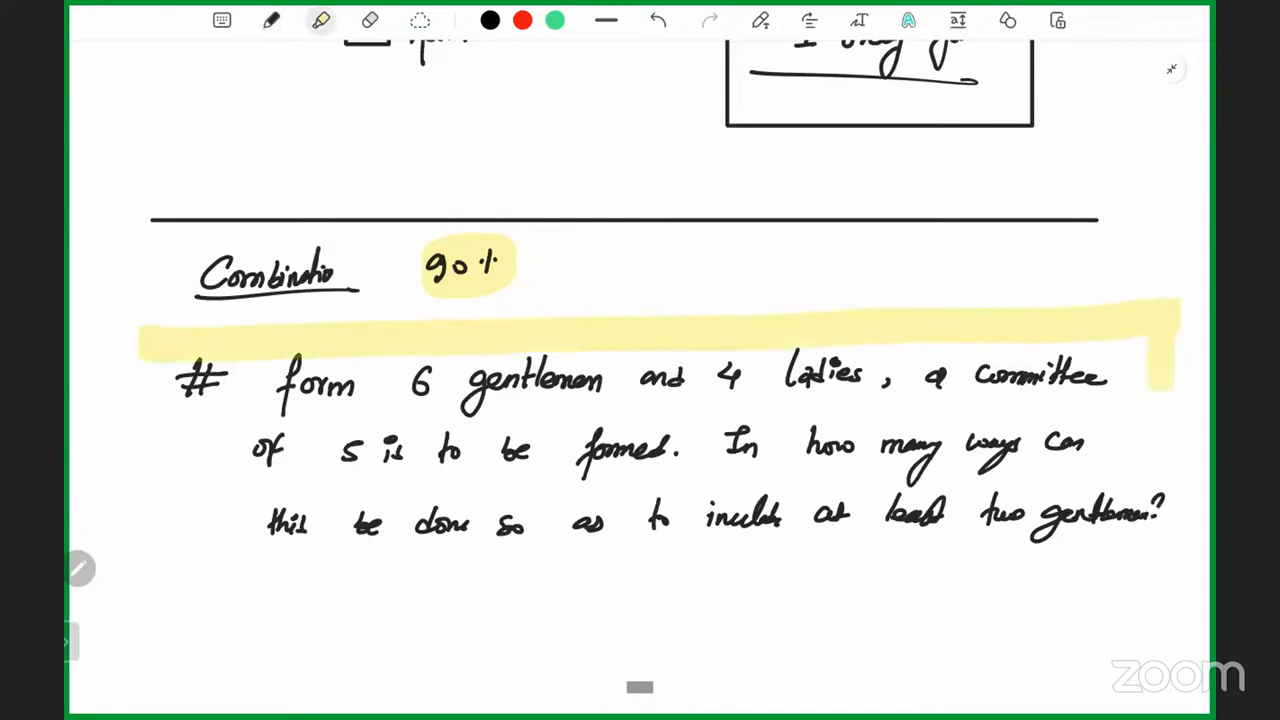 Combinatio 90 %
# form 6 gentlemen and 4 ladies, a committee
of 5 is to be formed. In how many ways can
this be done so as to include at least two gentlemen?
zoom